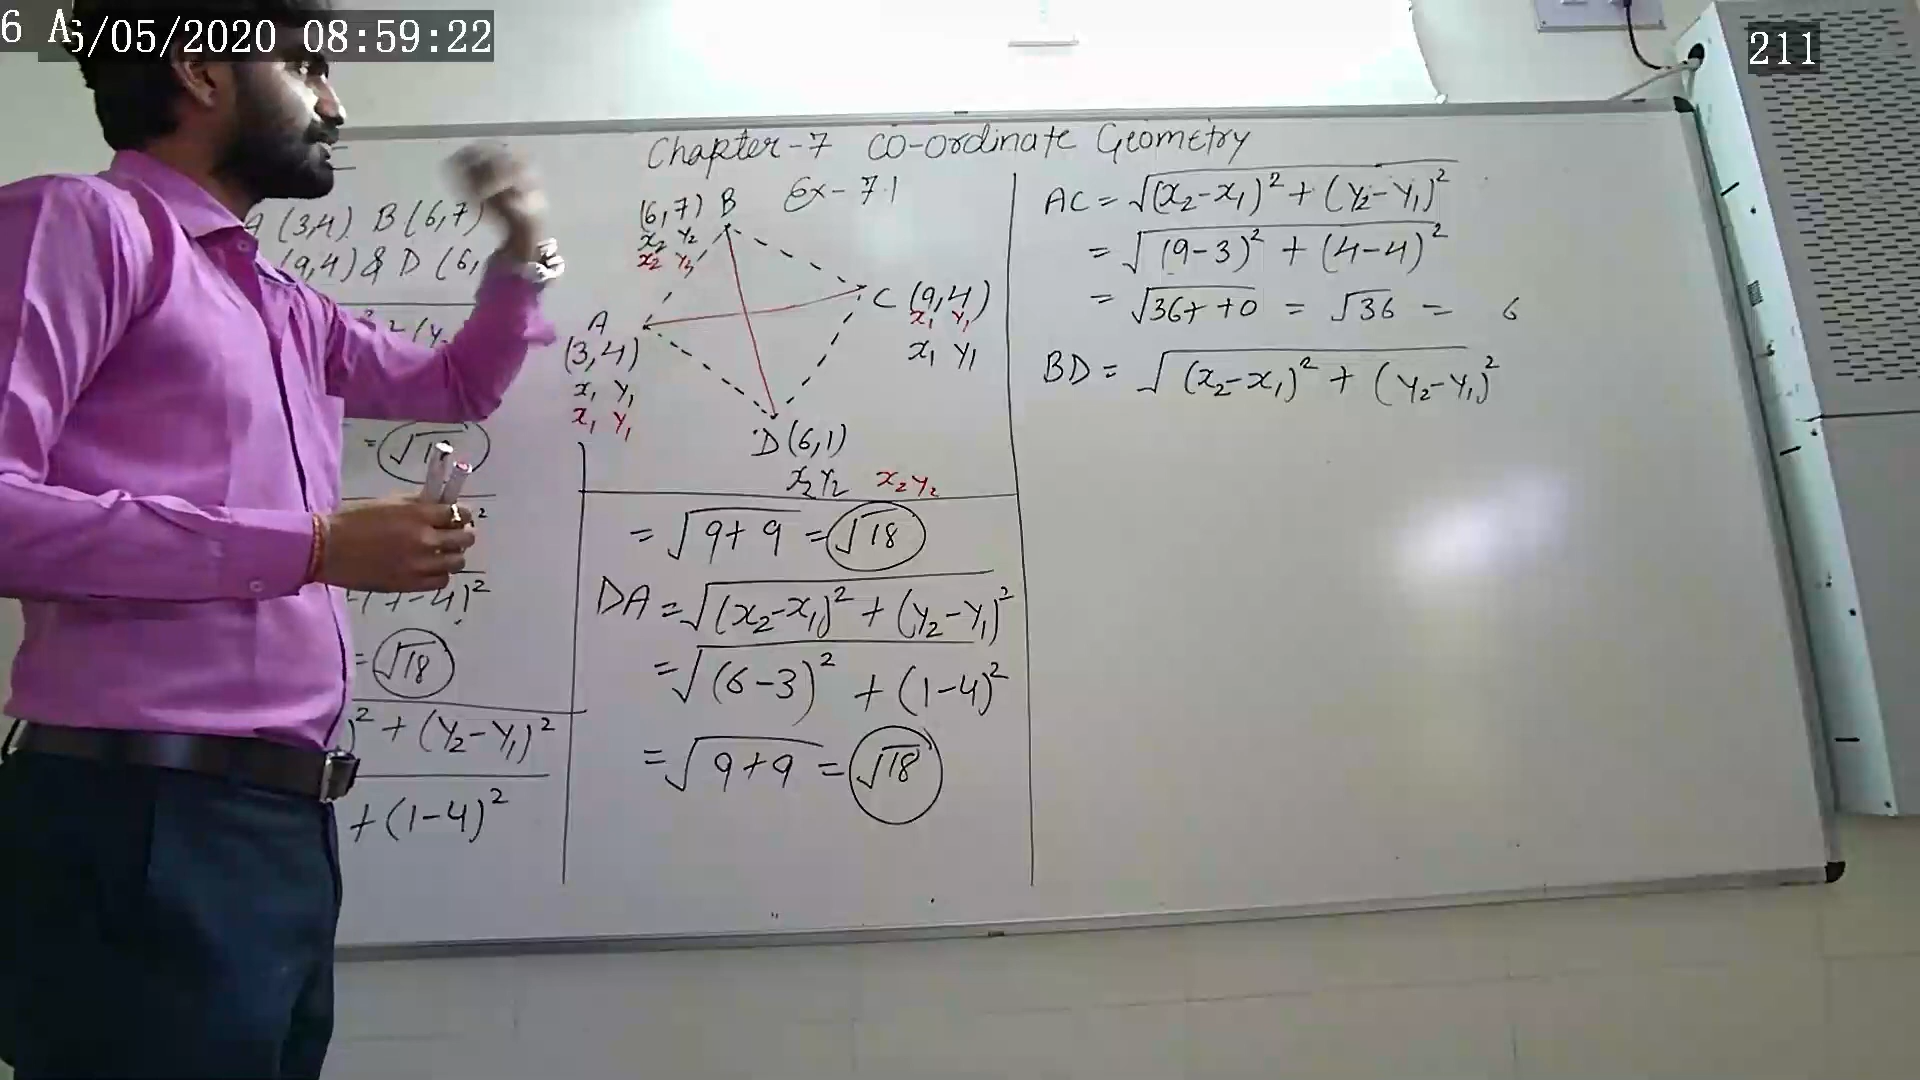 6 A
6/05/2020 08:59:22
211
Chapter-7 Co-ordinate Geometry
Ex-7.1
A (3,4) B (6,7)
(9,4) & D (6,
= √18
= √18
)² + (y₂-y₁)²
+ (1-4)²
(6,7) B
x₂ y₂
x₂ y₂
A
(3,4)
x₁ y₁
x₁ y₁
C (9,4)
x₁ y₁
x₁ y₁
D (6,1)
x₂ y₂ x₂ y₂
= √9+9 = √18
DA = √(x₂-x₁)² + (y₂-y₁)²
= √(6-3)² + (1-4)²
= √9+9 = √18
AC = √(x₂-x₁)² + (y₂-y₁)²
= √(9-3)² + (4-4)²
= √36+ +0 = √36 = 6
BD = √(x₂-x₁)² + (y₂-y₁)²